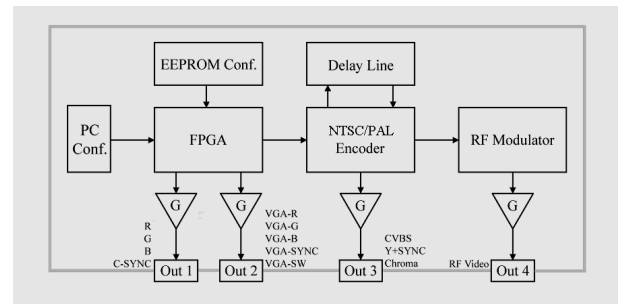 EEPROM Conf.
Delay Line
PC
Conf.
FPGA
NTSC/PAL
Encoder
RF Modulator
G
G
G
G
R
G
B
C-SYNC
VGA-R
VGA-G
VGA-B
VGA-SYNC
VGA-SW
CVBS
Y+SYNC
Chroma
RF Video
Out 1
Out 2
Out 3
Out 4